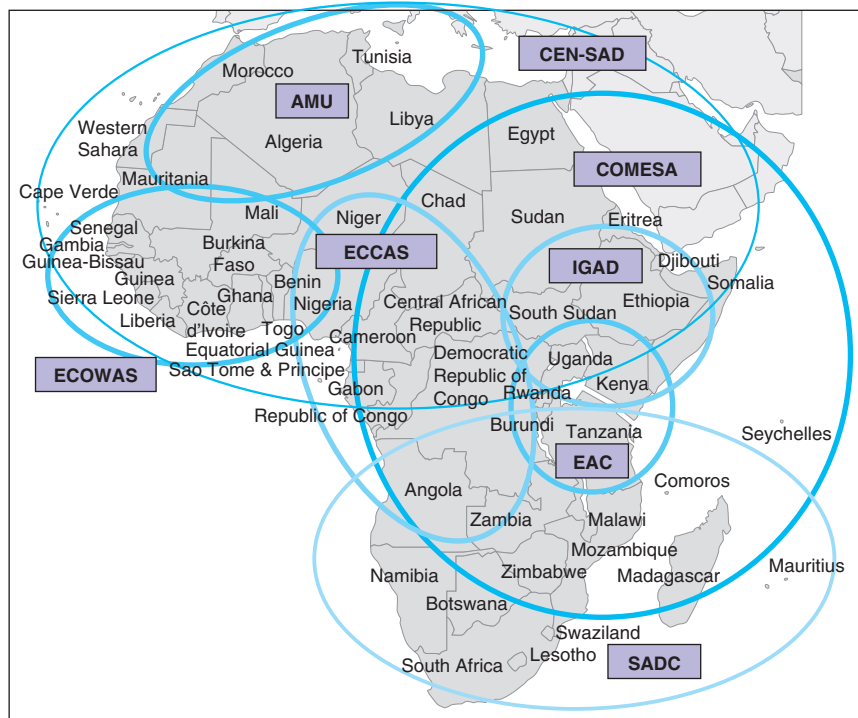 Tunisia
CEN-SAD
Morocco
AMU
Libya
Egypt
Western
Sahara
Algeria
COMESA
Mauritania
Cape Verde
Mali
Niger
Chad
Sudan
Eritrea
Senegal
Gambia
Guinea-Bissau
Burkina
Faso
ECCAS
IGAD
Djibouti
Somalia
Guinea
Benin
Sierra Leone
Ghana
Nigeria
Central African
Republic
Ethiopia
South Sudan
Liberia
Côte
d'Ivoire
Togo
Cameroon
Equatorial Guinea
Sao Tome & Principe
Democratic
Republic of
Congo
Uganda
Kenya
ECOWAS
Gabon
Rwanda
Republic of Congo
Burundi
Tanzania
Seychelles
EAC
Angola
Comoros
Zambia
Malawi
Mozambique
Namibia
Zimbabwe
Madagascar
Mauritius
Botswana
Swaziland
Lesotho
South Africa
SADC